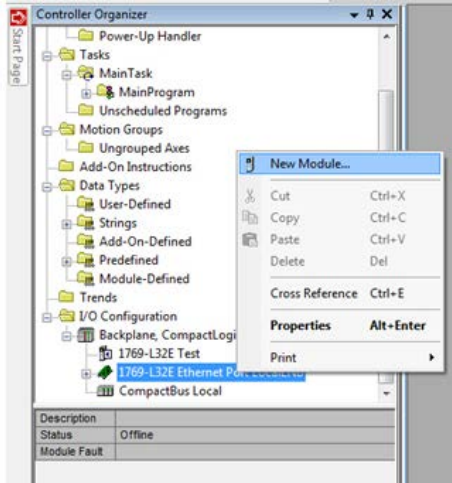 Controller Organizer
Start Page
Power-Up Handler
Tasks
MainTask
MainProgram
Unscheduled Programs
Motion Groups
Ungrouped Axes
Add-On Instructions
Data Types
User-Defined
Strings
Add-On-Defined
Predefined
Module-Defined
Trends
I/O Configuration
Backplane, CompactLogi
1769-L32E Test
1769-L32E Ethernet Port LocalENB
CompactBus Local
New Module...
Cut Ctrl+X
Copy Ctrl+C
Paste Ctrl+V
Delete Del
Cross Reference Ctrl+E
Properties Alt+Enter
Print
Description
Status Offline
Module Fault